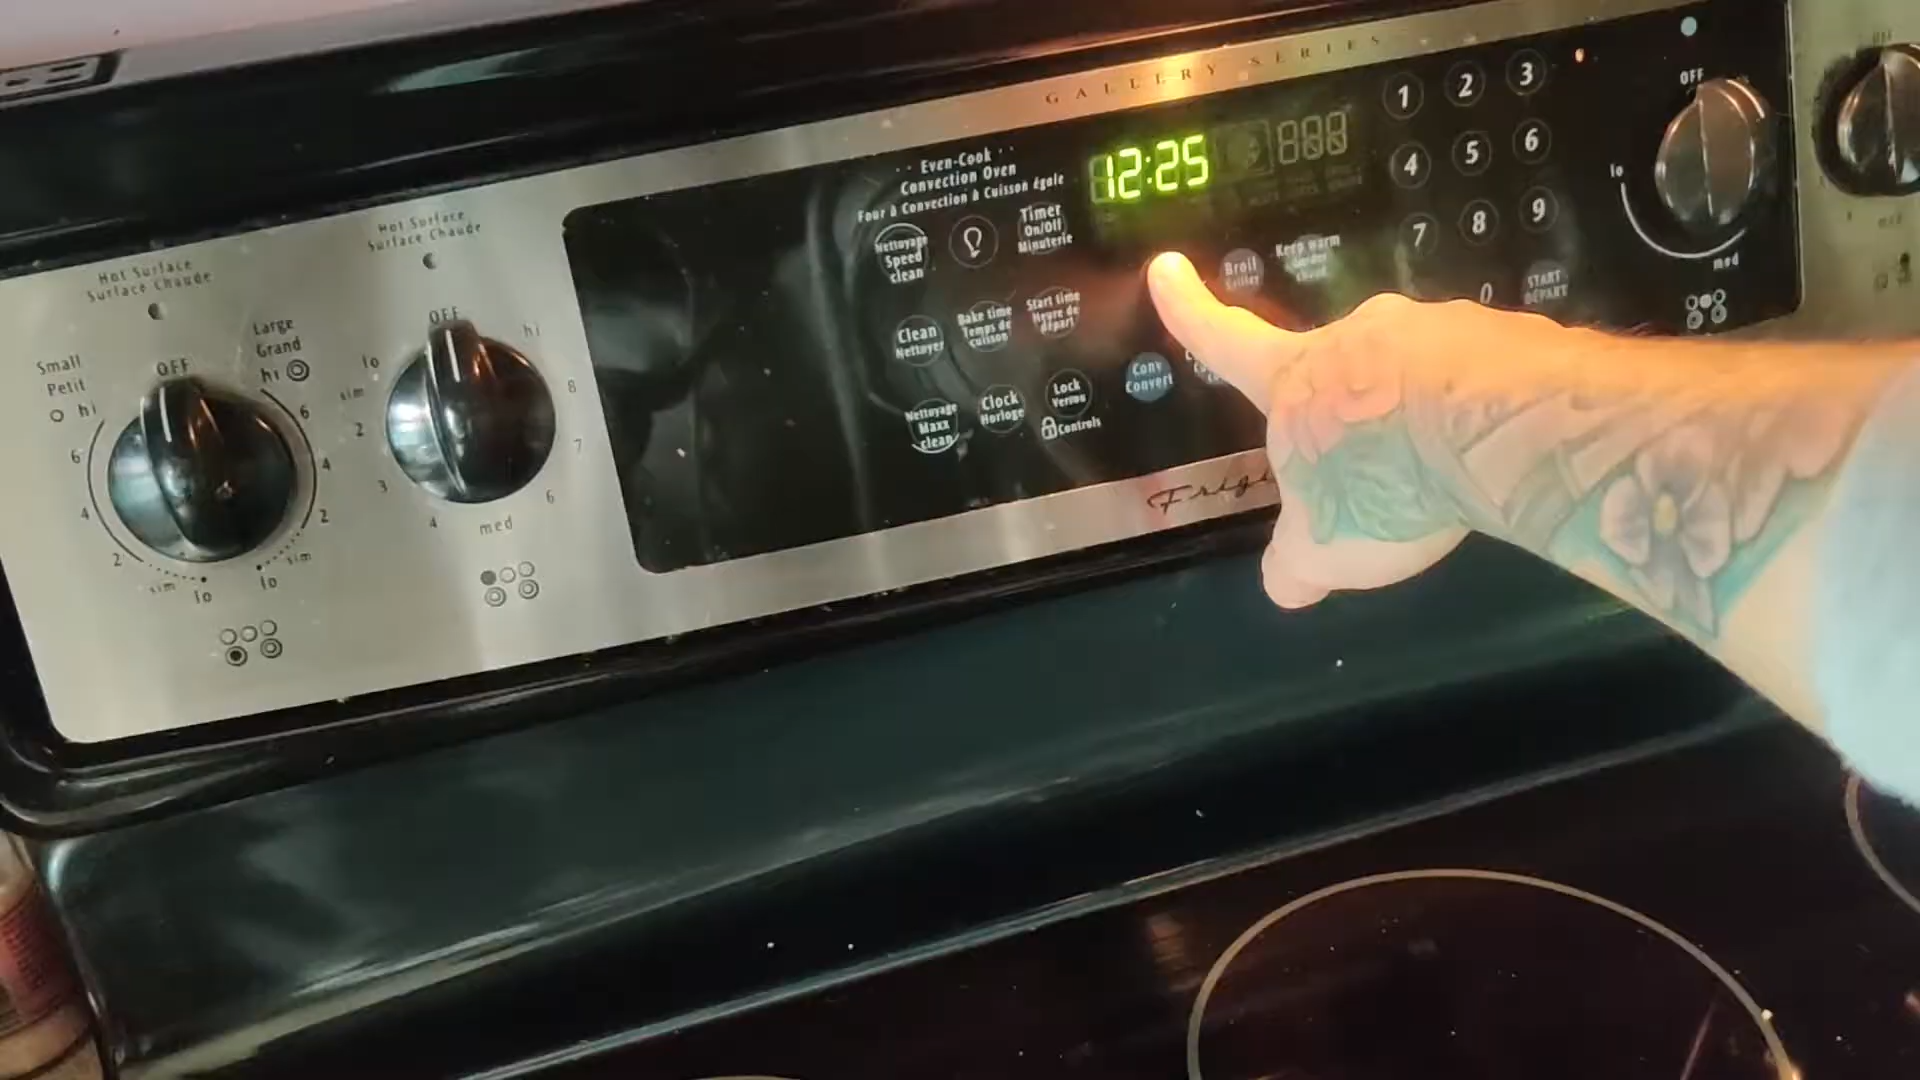 GALLERY SERIES
Even-Cook
Convection Oven
Four à Convection à Cuisson égale
12:25
888
1
2
3
4
5
6
7
8
9
0
START
DÉPART
Nettoyage
Speed
clean
Timer
On/Off
Minuterie
Broil
Griller
Keep warm
Garder
chaud
Clean
Nettoyer
Bake time
Temps de
cuisson
Start time
Heure de
départ
Nettoyage
Maxx
clean
Clock
Horloge
Lock
Verrou
Controls
Conv
Convert
Frigi
Hot Surface
Surface Chaude
Small
Petit
hi
6
4
2
sim
lo
OFF
Large
Grand
hi
6
4
2
sim
lo
Hot Surface
Surface Chaude
OFF
lo
sim
2
3
4
med
6
7
8
hi
OFF
lo
med